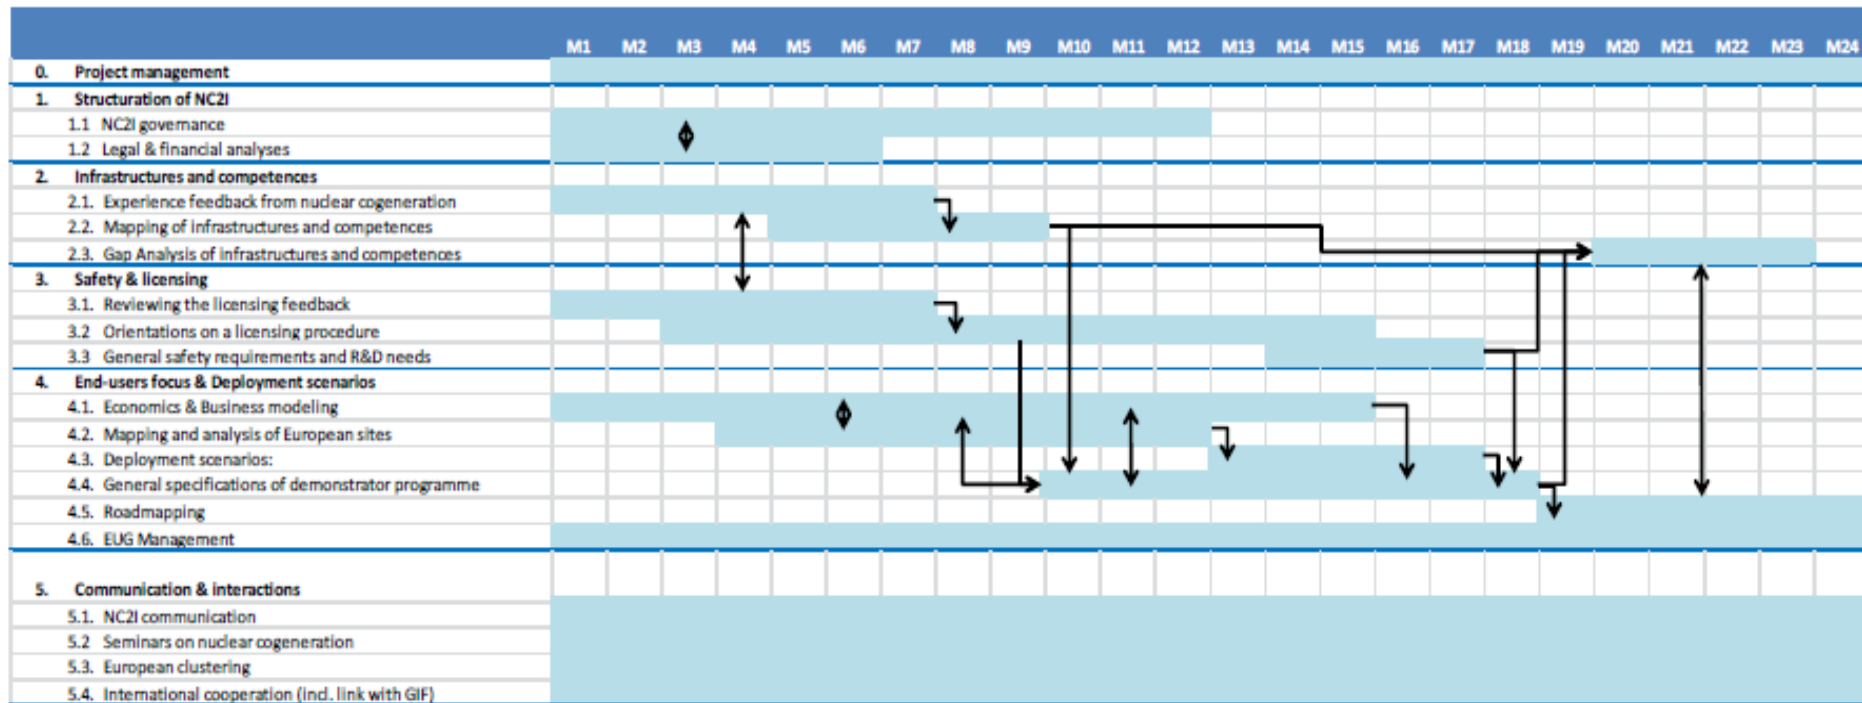 M1 M2 M3 M4 M5 M6 M7 M8 M9 M10 M11 M12 M13 M14 M15 M16 M17 M18 M19 M20 M21 M22 M23 M24
0. Project management
1. Structuration of NC2I
1.1 NC2I governance
1.2 Legal & financial analyses
2. Infrastructures and competences
2.1. Experience feedback from nuclear cogeneration
2.2. Mapping of infrastructures and competences
2.3. Gap Analysis of infrastructures and competences
3. Safety & licensing
3.1. Reviewing the licensing feedback
3.2 Orientations on a licensing procedure
3.3 General safety requirements and R&D needs
4. End-users focus & Deployment scenarios
4.1. Economics & Business modeling
4.2. Mapping and analysis of European sites
4.3. Deployment scenarios:
4.4. General specifications of demonstrator programme
4.5. Roadmapping
4.6. EUG Management
5. Communication & interactions
5.1. NC2I communication
5.2 Seminars on nuclear cogeneration
5.3. European clustering
5.4. International cooperation (incl. link with GIF)